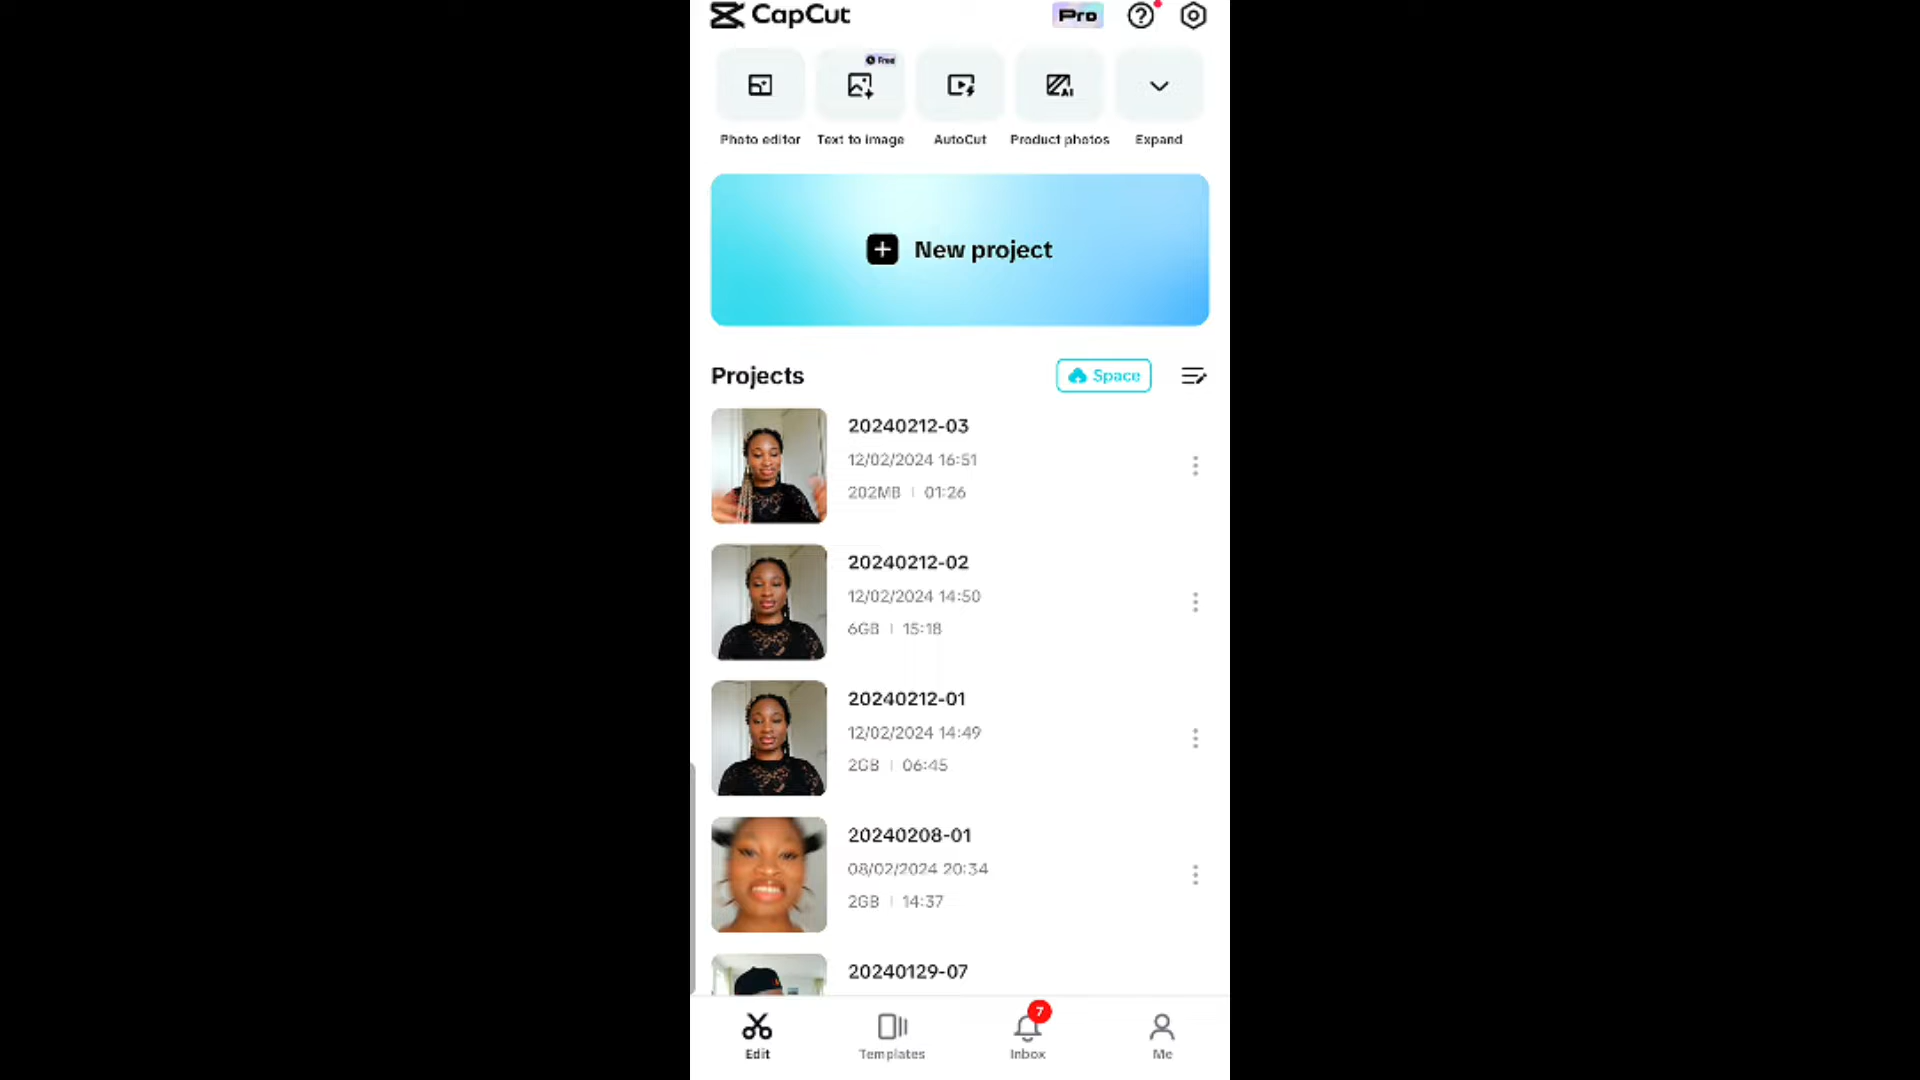 CapCut
Pro
Free
Photo editor
Text to image
AutoCut
AI
Product photos
Expand
New project
Projects
Space
20240212-03
12/02/2024 16:51
202MB | 01:26
20240212-02
12/02/2024 14:50
6GB | 15:18
20240212-01
12/02/2024 14:49
2GB | 06:45
20240208-01
08/02/2024 20:34
2GB | 14:37
20240129-07
7
Edit
Templates
Inbox
Me